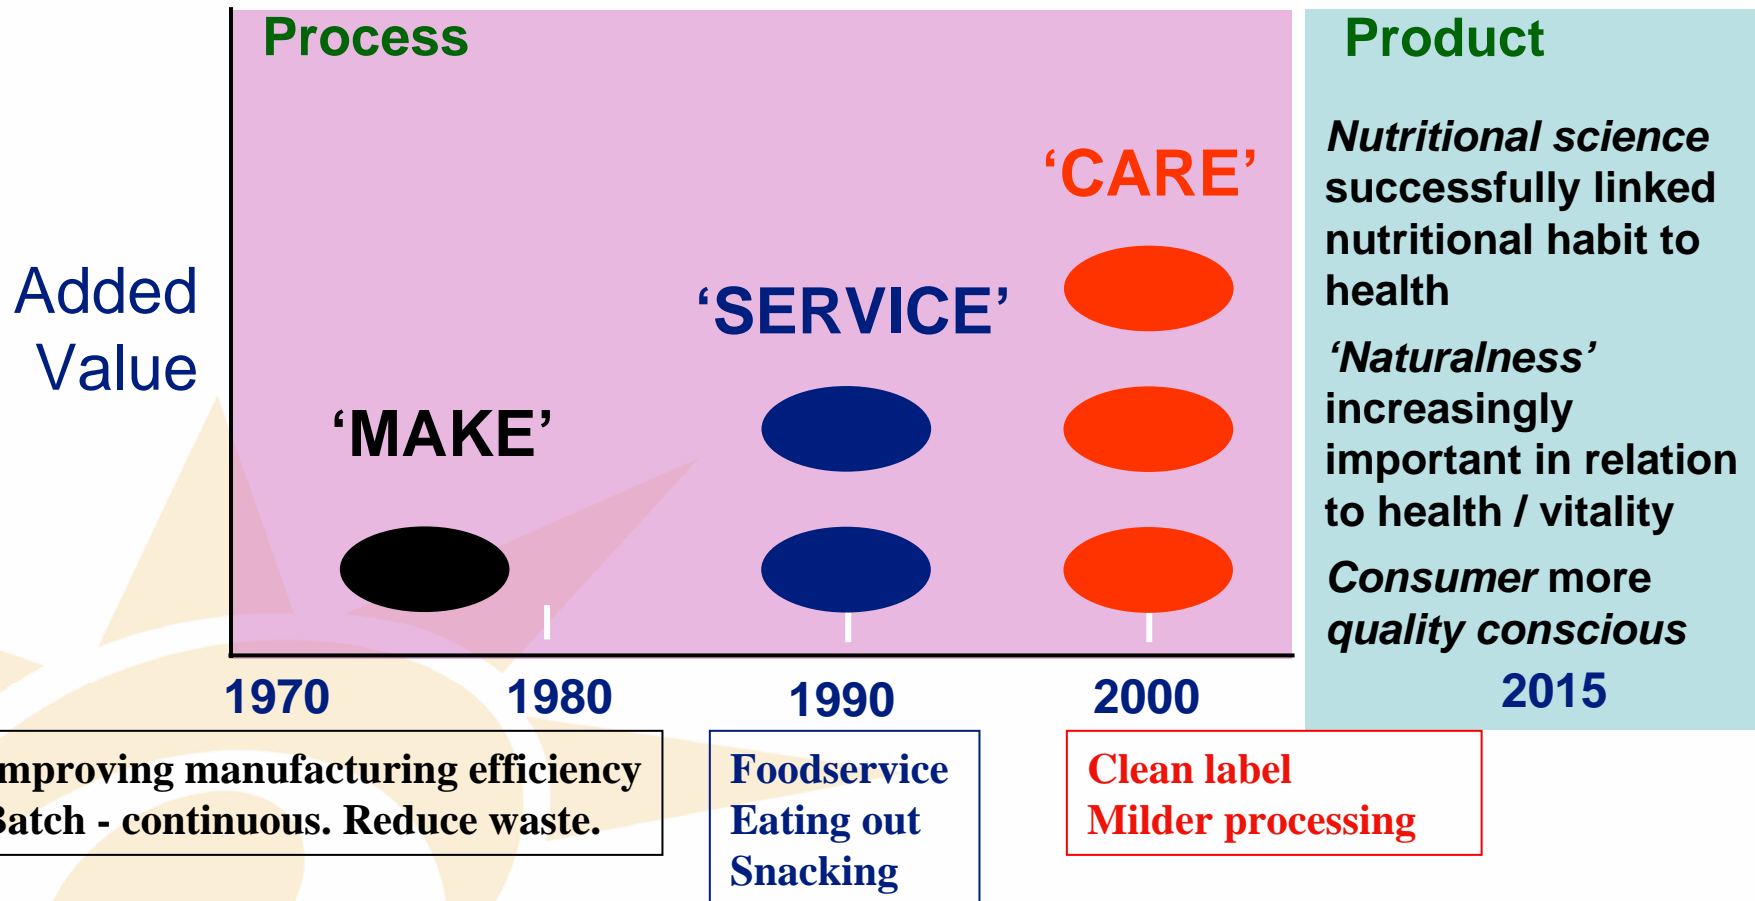 Process
Product
Added
Value
‘MAKE’
‘SERVICE’
‘CARE’
Nutritional science
successfully linked
nutritional habit to
health
‘Naturalness’
increasingly
important in relation
to health / vitality
Consumer more
quality conscious
1970
1980
1990
2000
2015
mproving manufacturing efficiency
Batch - continuous. Reduce waste.
Foodservice
Eating out
Snacking
Clean label
Milder processing